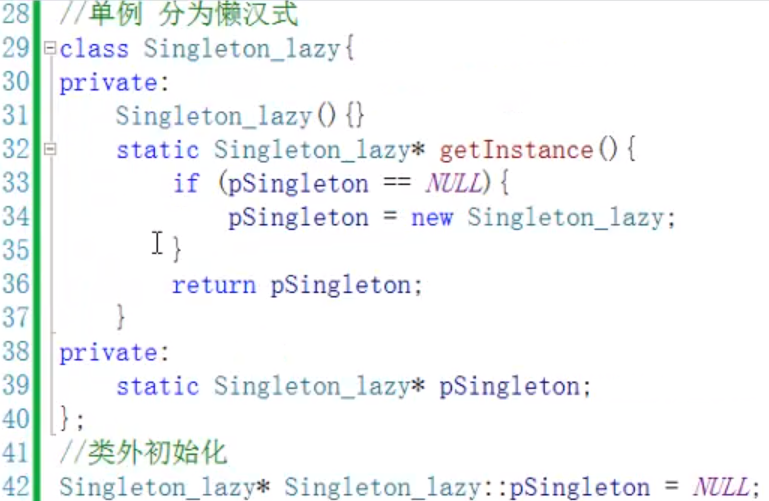 28 //单例 分为懒汉式
29 class Singleton_lazy{
30 private:
31     Singleton_lazy(){}
32     static Singleton_lazy* getInstance(){
33         if (pSingleton == NULL){
34             pSingleton = new Singleton_lazy;
35         }
36         return pSingleton;
37     }
38 private:
39     static Singleton_lazy* pSingleton;
40 };
41 //类外初始化
42 Singleton_lazy* Singleton_lazy::pSingleton = NULL;